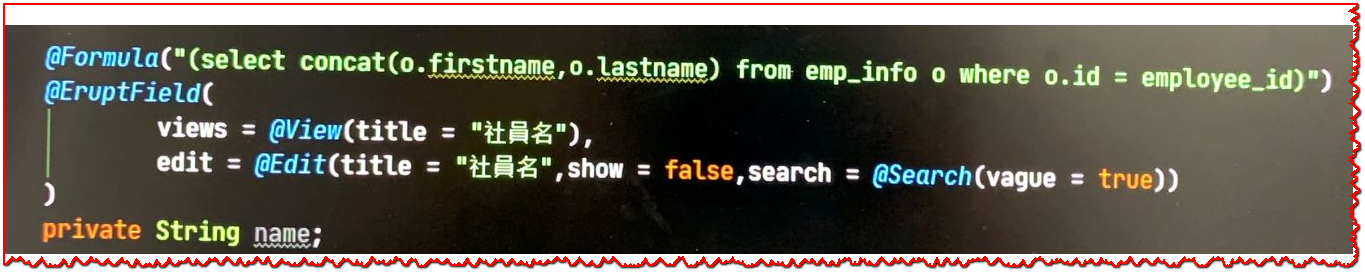 @Formula("(select concat(o.firstname,o.lastname) from emp_info o where o.id = employee_id)")
@EruptField(
views = @View(title = "社員名"),
edit = @Edit(title = "社員名",show = false,search = @Search(vague = true))
)
private String name;